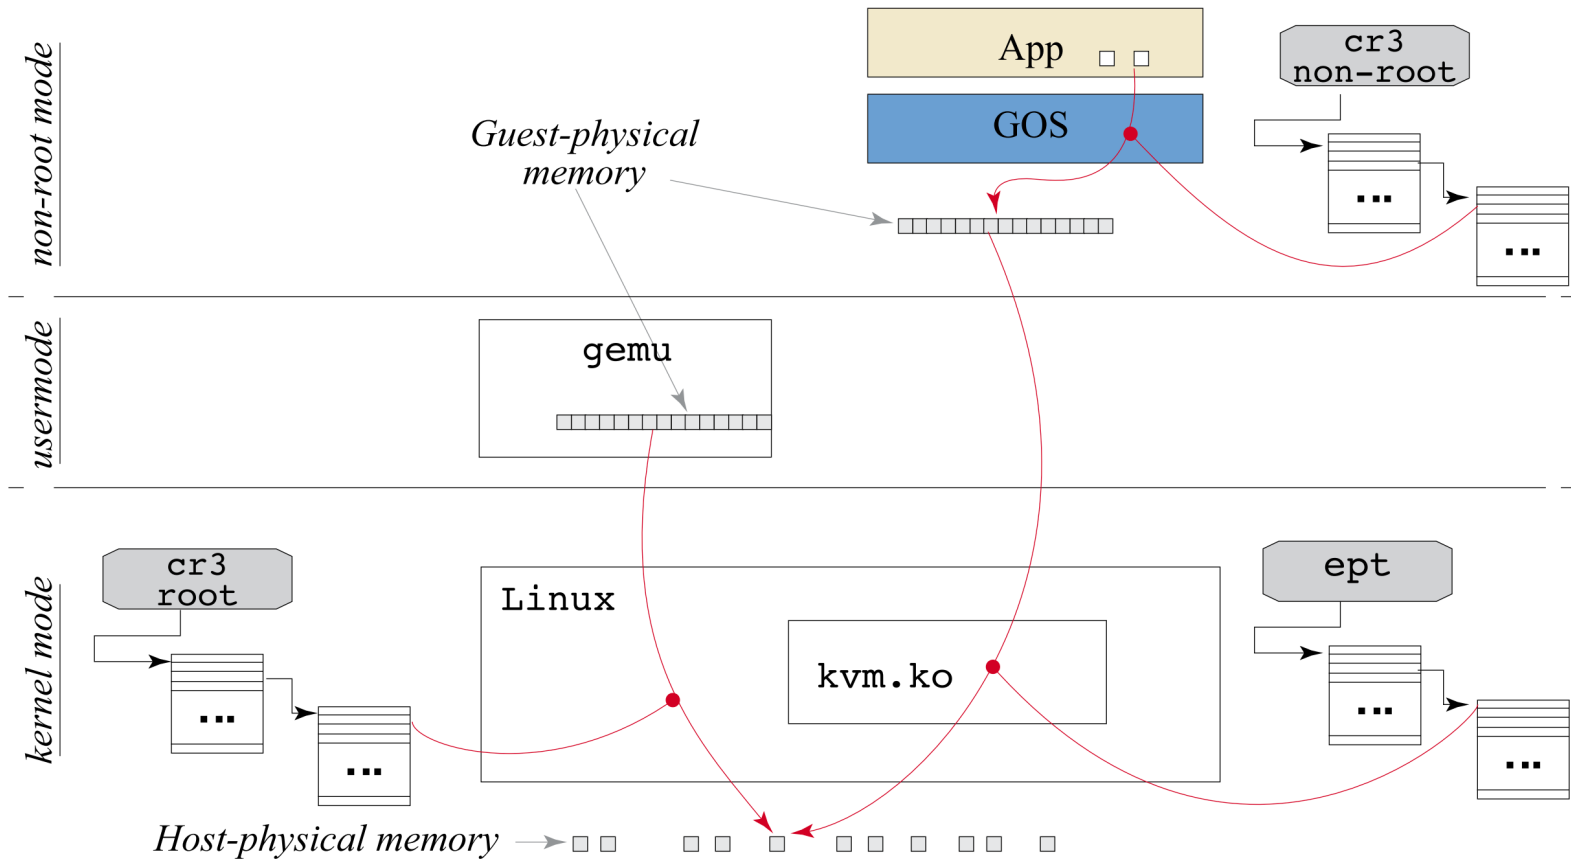 non-root mode
App
cr3
non-root
GOS
Guest-physical
memory
...
...
usermode
gemu
kernel mode
cr3
root
Linux
kvm.ko
ept
...
...
...
...
Host-physical memory